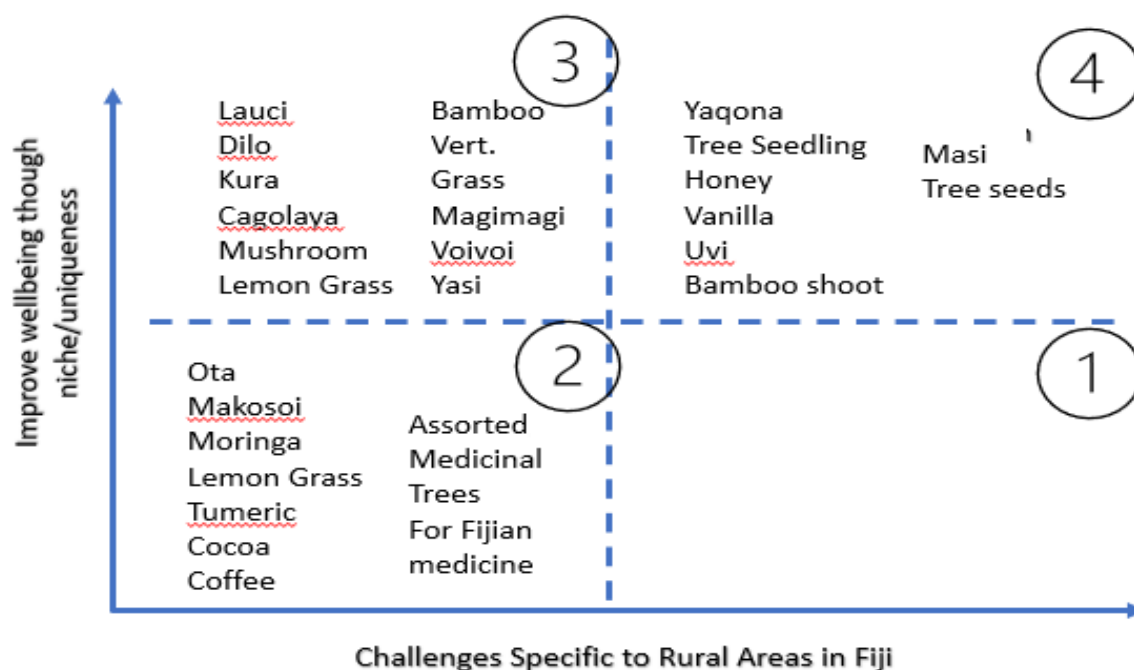 Improve wellbeing though
niche/uniqueness
3
Lauci
Dilo
Kura
Cagolaya
Mushroom
Lemon Grass
Bamboo
Vert.
Grass
Magimagi
Voivoi
Yasi
4
Yaqona
Tree Seedling
Honey
Vanilla
Uvi
Bamboo shoot
Masi
Tree seeds
2
Ota
Makosoi
Moringa
Lemon Grass
Tumeric
Cocoa
Coffee
Assorted
Medicinal
Trees
For Fijian
medicine
1
Challenges Specific to Rural Areas in Fiji